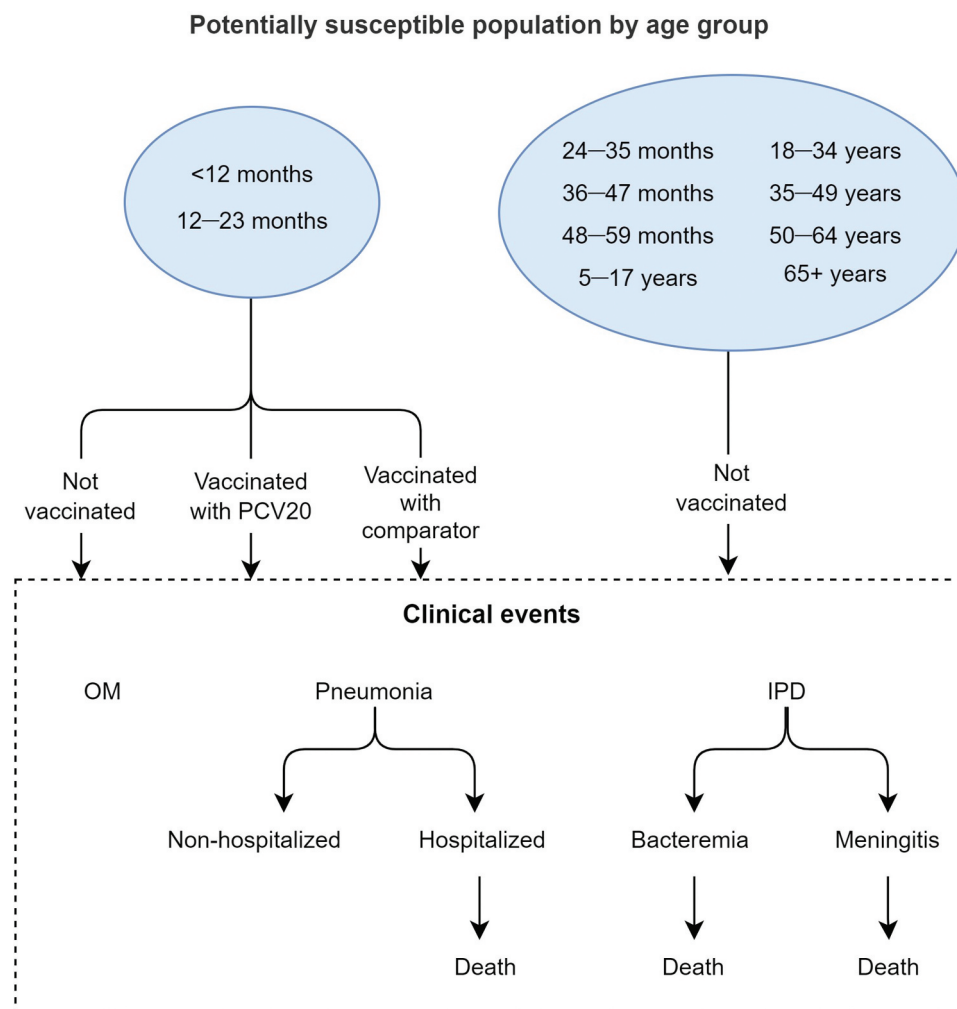 Potentially susceptible population by age group
<12 months
12—23 months
24—35 months
36—47 months
48—59 months
5—17 years
18—34 years
35—49 years
50—64 years
65+ years
Not
vaccinated
Vaccinated
with PCV20
Vaccinated
with
comparator
Not
vaccinated
Clinical events
OM
Pneumonia
IPD
Non-hospitalized
Hospitalized
Bacteremia
Meningitis
Death
Death
Death